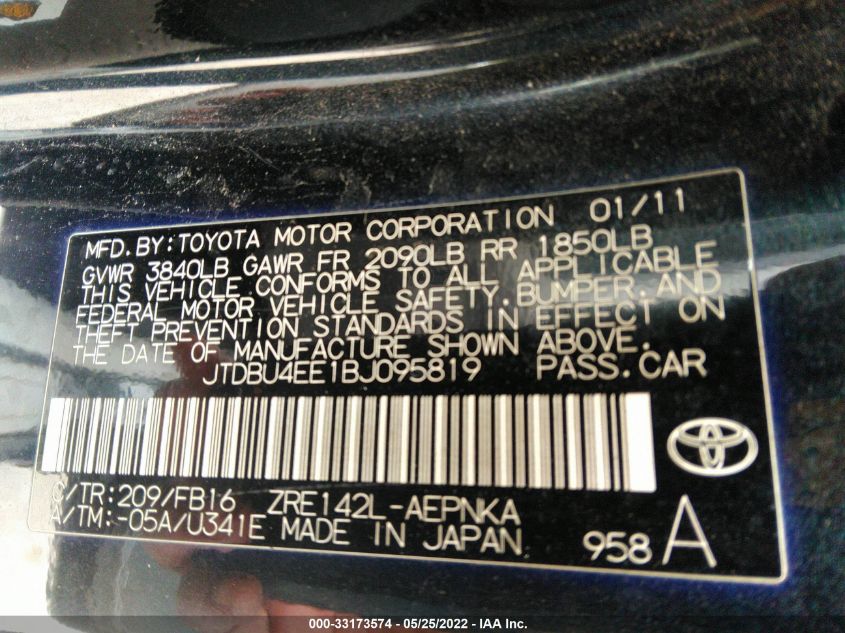 MFD.BY:TOYOTA MOTOR CORPORATION 01/11
GVWR 3840LB GAWR FR 2090LB RR 1850LB
THIS VEHICLE CONFORMS TO ALL APPLICABLE
FEDERAL MOTOR VEHICLE SAFETY,BUMPER,AND
THEFT PREVENTION STANDARDS IN EFFECT ON
THE DATE OF MANUFACTURE SHOWN ABOVE.
JTDBU4EE1BJ095819 PASS.CAR
C/TR:209/FB16 ZRE142L-AEPNKA
A/TM:-05A/U341E MADE IN JAPAN
958 A
000-33173574 - 05/25/2022 - IAA Inc.